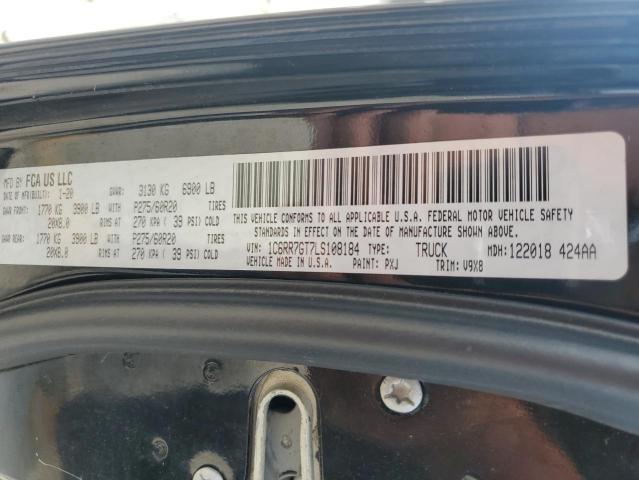 MFD BY FCA US LLC
DATE OF MFR(BUILT): 1-20 GVWR: 3130 KG 6900 LB
GAWR FRONT: 1770 KG 3900 LB WITH P275/60R20 TIRES
20X8.0 RIMS AT 270 KPA ( 39 PSI) COLD
GAWR REAR: 1770 KG 3900 LB WITH P275/60R20 TIRES
20X8.0 RIMS AT 270 KPA ( 39 PSI) COLD
THIS VEHICLE CONFORMS TO ALL APPLICABLE U.S.A. FEDERAL MOTOR VEHICLE SAFETY
STANDARDS IN EFFECT ON THE DATE OF MANUFACTURE SHOWN ABOVE.
VIN: 1C6RR7GT7LS108184 TYPE: TRUCK MDH: 122018 424AA
VEHICLE MADE IN U.S.A. PAINT: PXJ TRIM: V9X8